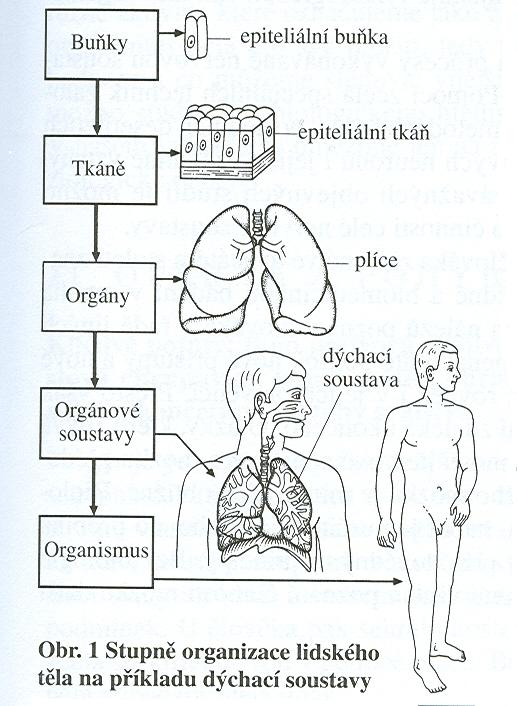 Buňky
epiteliální buňka
Tkáně
epiteliální tkáň
Orgány
plíce
Orgánové
soustavy
dýchací
soustava
Organismus
Obr. 1 Stupně organizace lidského
těla na příkladu dýchací soustavy